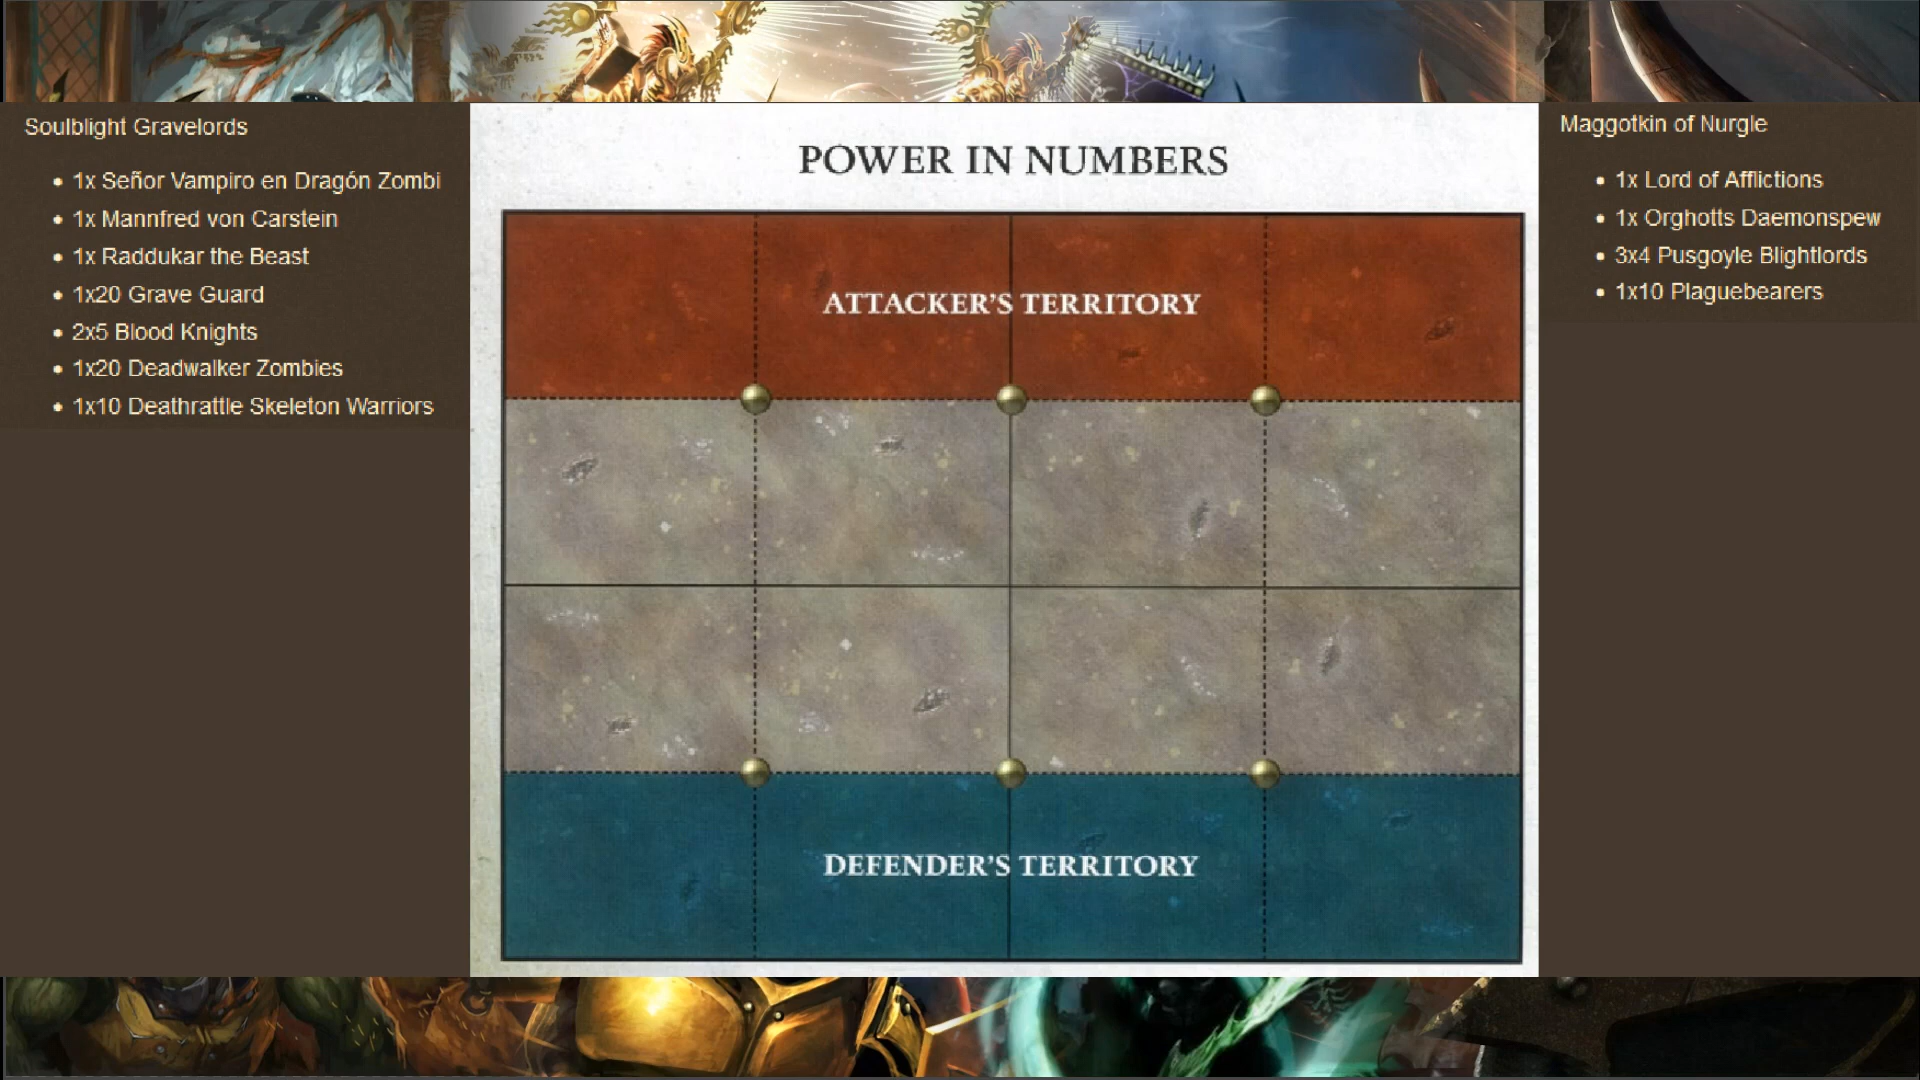 Soulblight Gravelords
1x Señor Vampiro en Dragón Zombi
1x Mannfred von Carstein
1x Raddukar the Beast
1x20 Grave Guard
2x5 Blood Knights
1x20 Deadwalker Zombies
1x10 Deathrattle Skeleton Warriors
POWER IN NUMBERS
ATTACKER'S TERRITORY
DEFENDER'S TERRITORY
Maggotkin of Nurgle
1x Lord of Afflictions
1x Orghotts Daemonspew
3x4 Pusgoyle Blightlords
1x10 Plaguebearers